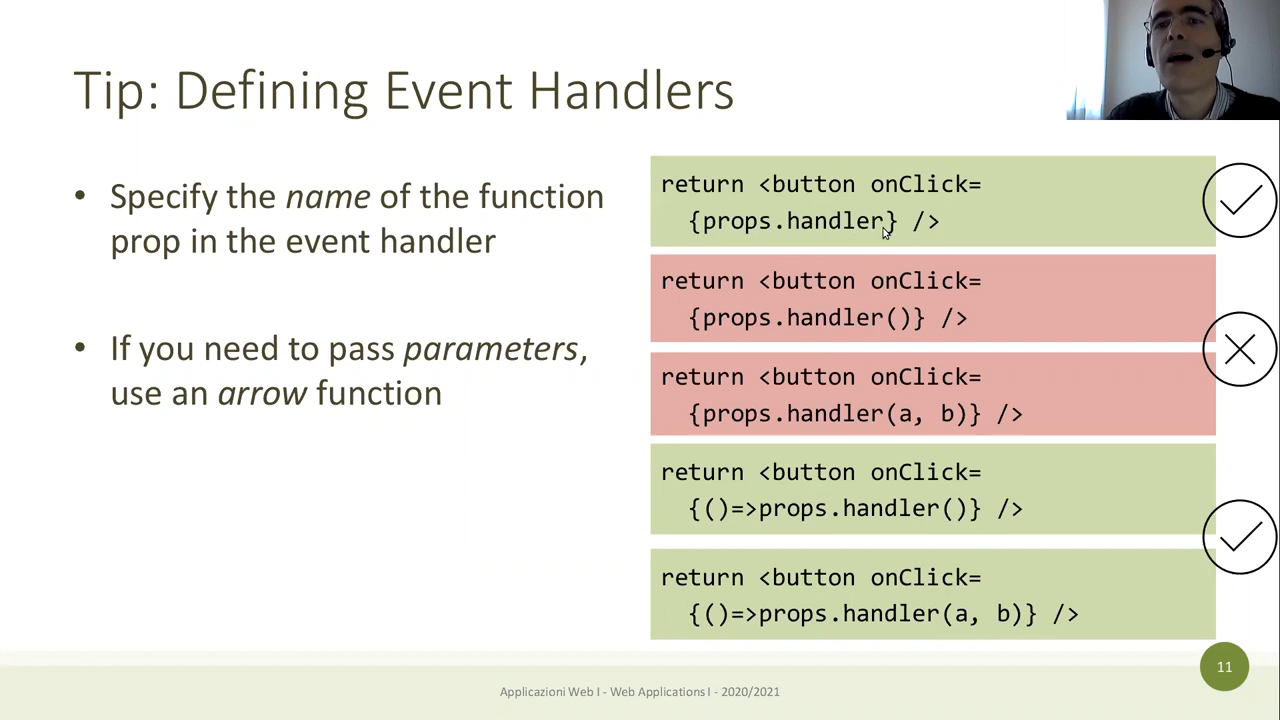 Tip: Defining Event Handlers
• Specify the name of the function
prop in the event handler
• If you need to pass parameters,
use an arrow function
return <button onClick=
{props.handler} />
return <button onClick=
{props.handler()} />
return <button onClick=
{props.handler(a, b)} />
return <button onClick=
{()=>props.handler()} />
return <button onClick=
{()=>props.handler(a, b)} />
11
Applicazioni Web I - Web Applications I - 2020/2021